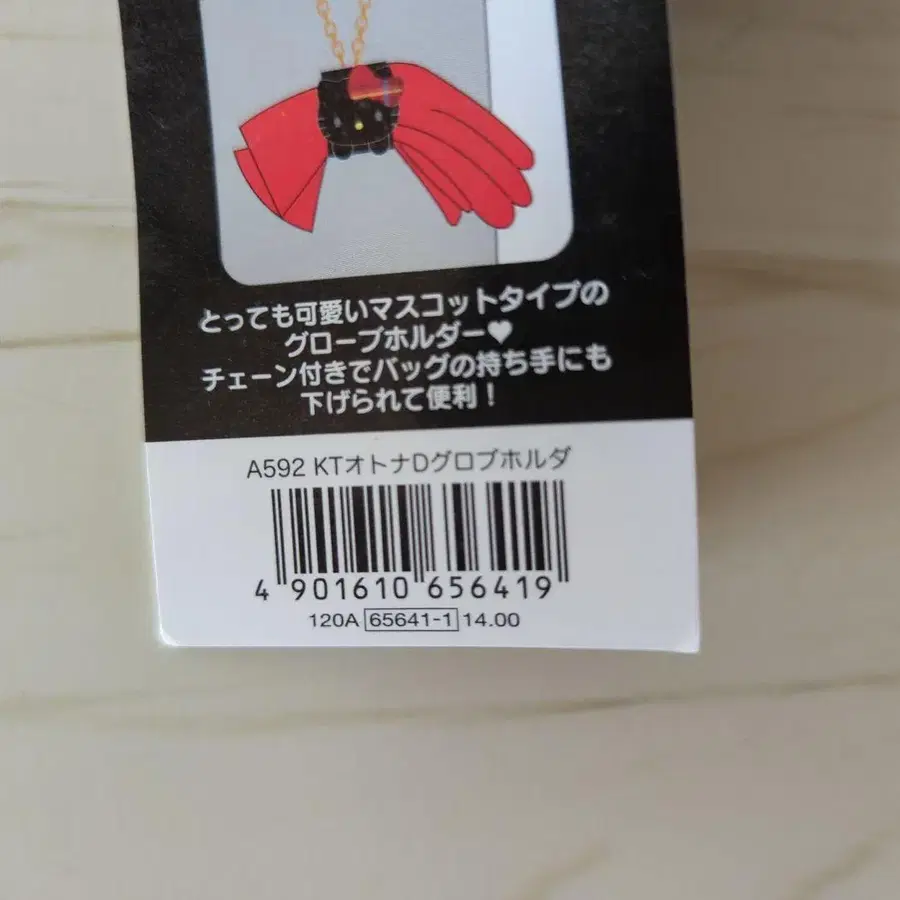 とっても可愛いマスコットタイプの
グローブホルダー♥
チェーン付きでバッグの持ち手にも
下げられて便利！
A592 KTオトナDグロブホルダ
4 901610 656419
120A 65641-1 14.00